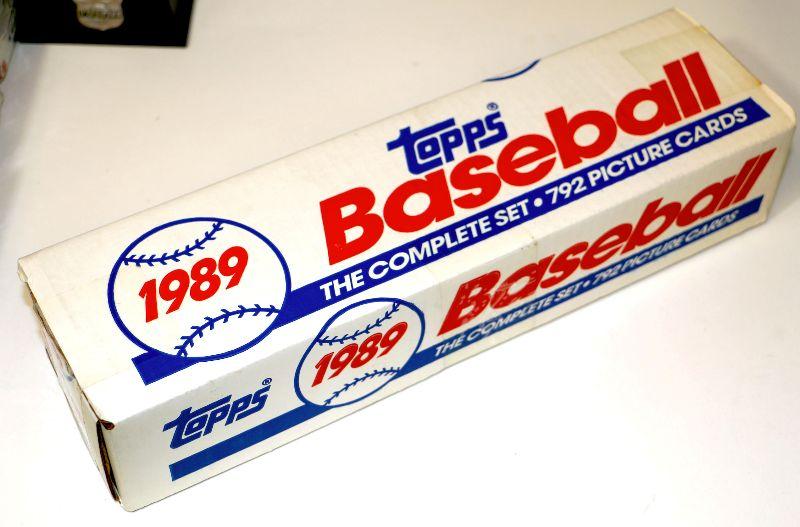 TOPPS®
Baseball
1989
THE COMPLETE SET • 792 PICTURE CARDS
Baseball
1989
THE COMPLETE SET • 792 PICTURE CARDS
TOPPS®